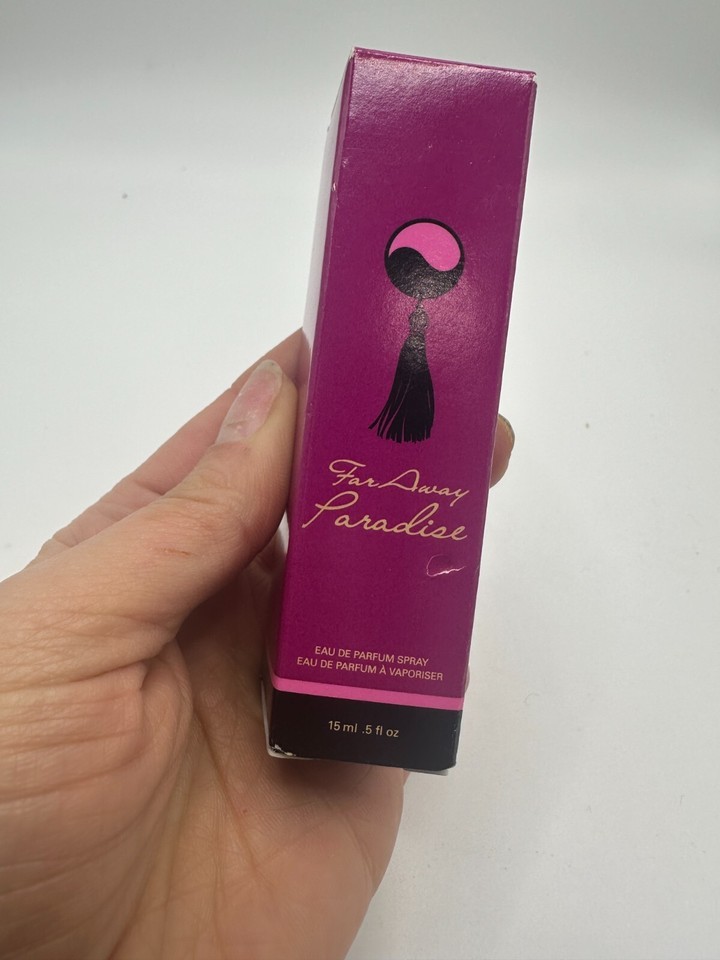 Far Away
Paradise
EAU DE PARFUM SPRAY
EAU DE PARFUM À VAPORISER
15 ml .5 fl oz